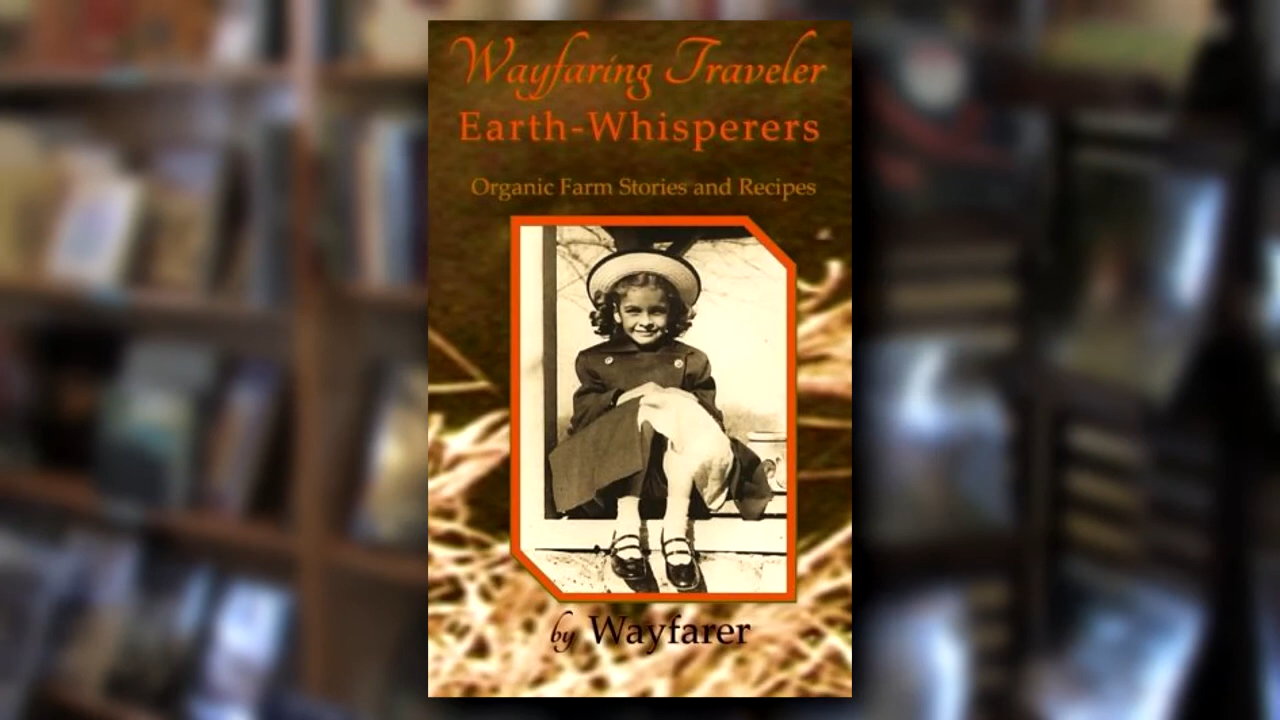 Wayfaring Traveler
Earth-Whisperers
Organic Farm Stories and Recipes
by Wayfarer